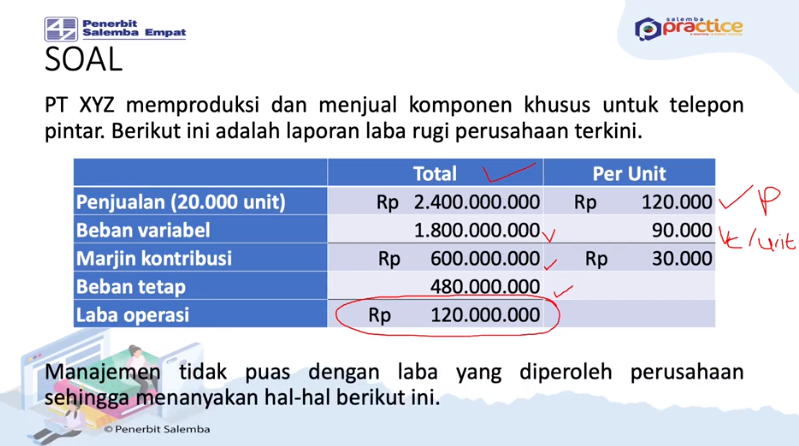 Penerbit
Salemba Empat
salemba
practice
SOAL
PT XYZ memproduksi dan menjual komponen khusus untuk telepon
pintar. Berikut ini adalah laporan laba rugi perusahaan terkini.
Total Per Unit
Penjualan (20.000 unit) Rp 2.400.000.000 Rp 120.000 P
Beban variabel 1.800.000.000 90.000 /unit
Marjin kontribusi Rp 600.000.000 Rp 30.000
Beban tetap 480.000.000
Laba operasi Rp 120.000.000
Manajemen tidak puas dengan laba yang diperoleh perusahaan
sehingga menanyakan hal-hal berikut ini.
© Penerbit Salemba